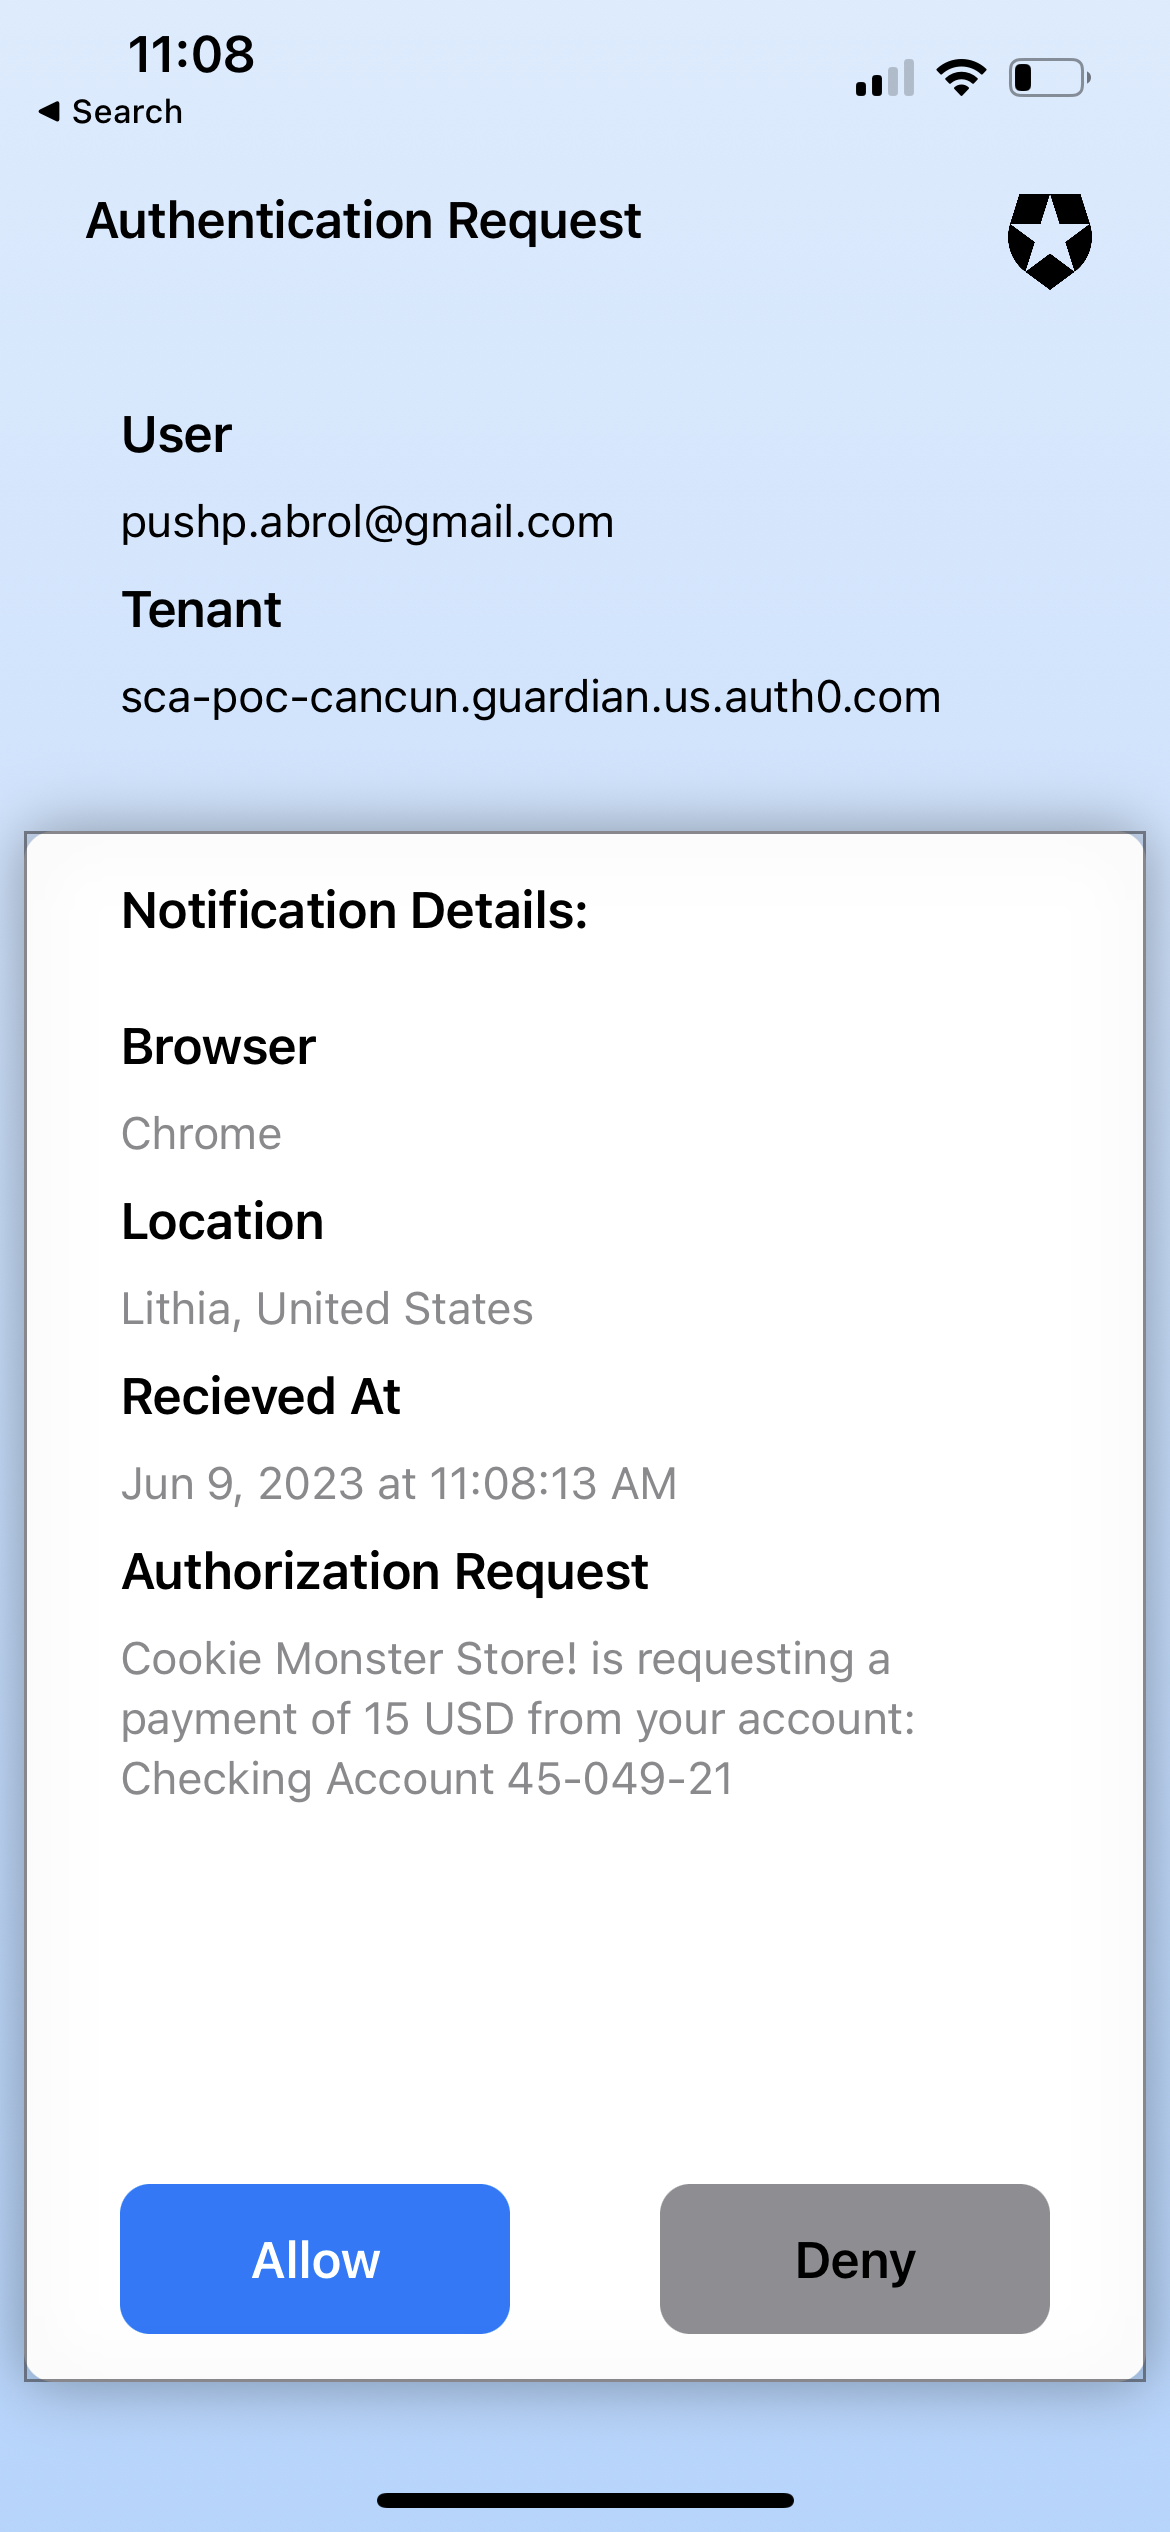 11:08
Search
Authentication Request
User
pushp.abrol@gmail.com
Tenant
sca-poc-cancun.guardian.us.auth0.com
Notification Details:
Browser
Chrome
Location
Lithia, United States
Recieved At
Jun 9, 2023 at 11:08:13 AM
Authorization Request
Cookie Monster Store! is requesting a
payment of 15 USD from your account:
Checking Account 45-049-21
Allow
Deny